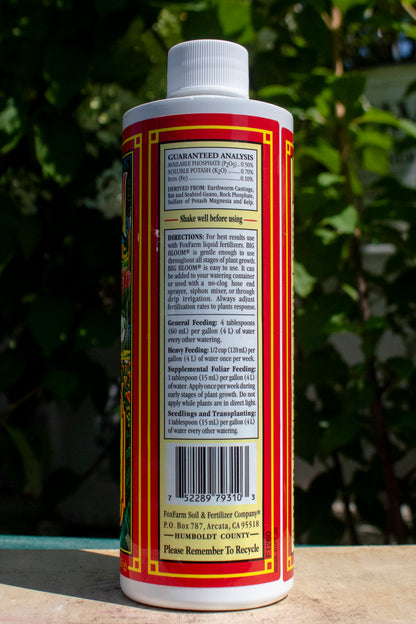 GUARANTEED ANALYSIS
AVAILABLE PHOSPHATE (P₂O₅) .. 0.50%
SOLUBLE POTASH (K₂O) ......... 0.70%
Iron (Fe) .......................... 0.10%
DERIVED FROM: Earthworm Castings,
Bat and Seabird Guano, Rock Phosphate,
Sulfate of Potash Magnesia and Kelp.
Shake well before using
DIRECTIONS: For best results use
with FoxFarm liquid fertilizers. BIG
BLOOM® is gentle enough to use
throughout all stages of plant growth.
BIG BLOOM® is easy to use. It can
be added to your watering container
or used with a no-clog hose end
sprayer, siphon mixer, or through
drip irrigation. Always adjust
fertilization rates to plants response.
General Feeding: 4 tablespoons
(60 mL) per gallon (4 L) of water
every other watering.
Heavy Feeding: 1/2 cup (120 mL) per
gallon (4 L) of water once per week.
Supplemental Foliar Feeding:
1 tablespoon (15 mL) per gallon (4 L)
of water. Apply once per week during
early stages of plant growth. Do not
apply while plants are in direct light.
Seedlings and Transplanting:
1 tablespoon (15 mL) per gallon (4 L)
of water every other watering.
7 52289 79310 3
FoxFarm Soil & Fertilizer Company®
P.O. Box 787, Arcata, CA 95518
HUMBOLDT COUNTY
Please Remember To Recycle